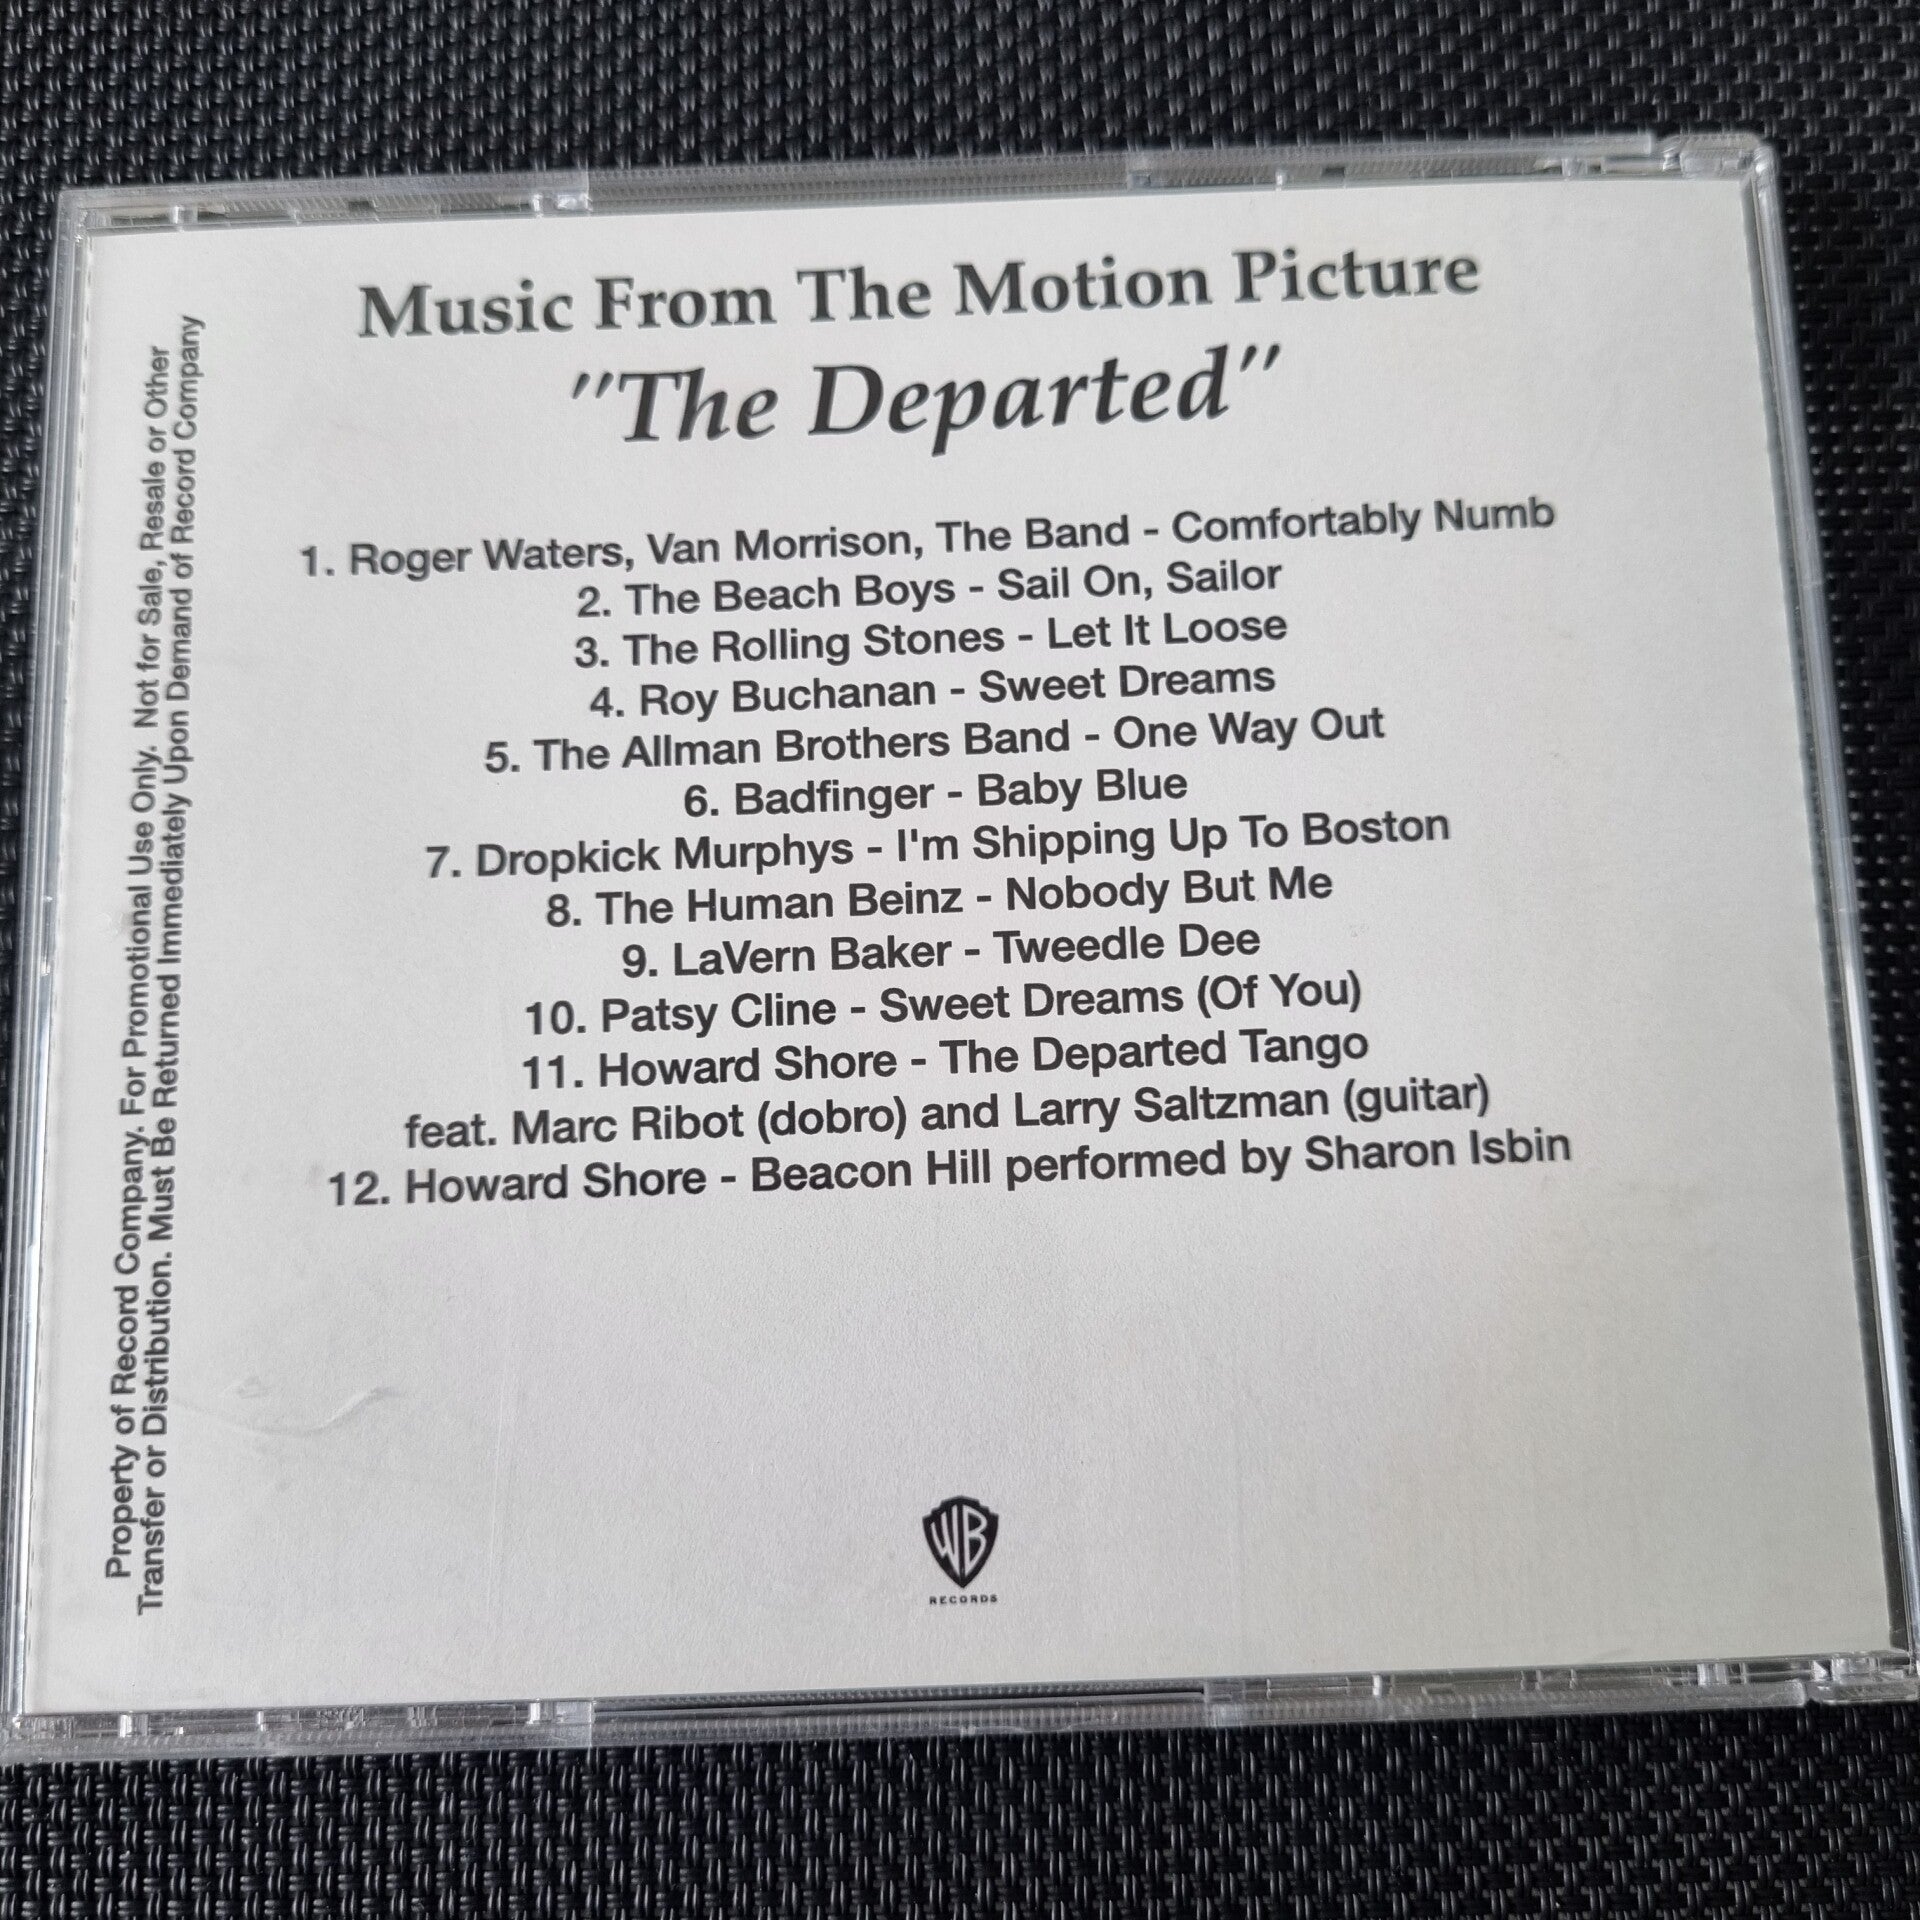 Music From The Motion Picture
"The Departed"
1. Roger Waters, Van Morrison, The Band - Comfortably Numb
2. The Beach Boys - Sail On, Sailor
3. The Rolling Stones - Let It Loose
4. Roy Buchanan - Sweet Dreams
5. The Allman Brothers Band - One Way Out
6. Badfinger - Baby Blue
7. Dropkick Murphys - I'm Shipping Up To Boston
8. The Human Beinz - Nobody But Me
9. LaVern Baker - Tweedle Dee
10. Patsy Cline - Sweet Dreams (Of You)
11. Howard Shore - The Departed Tango
feat. Marc Ribot (dobro) and Larry Saltzman (guitar)
12. Howard Shore - Beacon Hill performed by Sharon Isbin
Property of Record Company. For Promotional Use Only. Not for Sale, Resale or Other
Transfer or Distribution. Must Be Returned Immediately Upon Demand of Record Company
WB
RECORDS